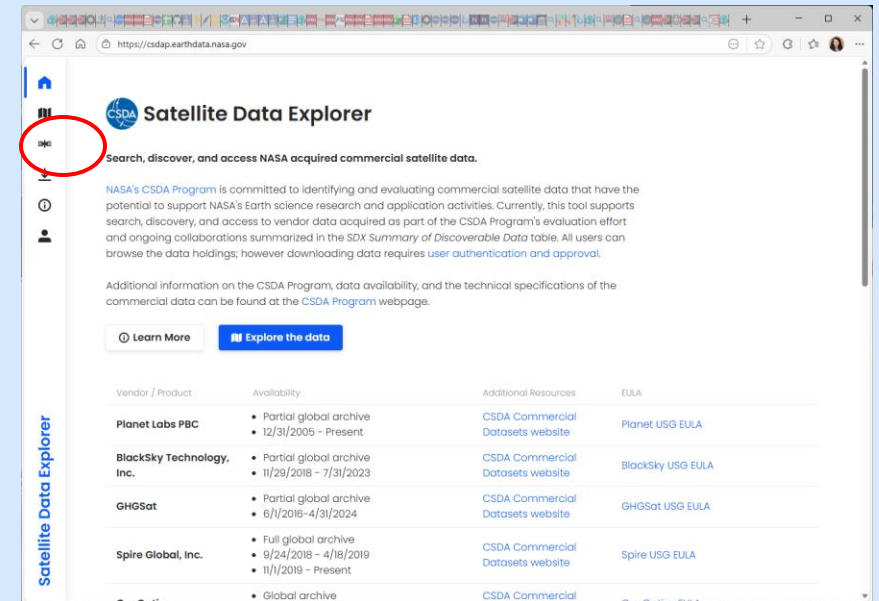 https://csdap.earthdata.nasa.gov
CSDA Satellite Data Explorer
Search, discover, and access NASA acquired commercial satellite data.
NASA's CSDA Program is committed to identifying and evaluating commercial satellite data that have the
potential to support NASA's Earth science research and application activities. Currently, this tool supports
search, discovery, and access to vendor data acquired as part of the CSDA Program's evaluation effort
and ongoing collaborations summarized in the SDX Summary of Discoverable Data table. All users can
browse the data holdings; however downloading data requires user authentication and approval.
Additional information on the CSDA Program, data availability, and the technical specifications of the
commercial data can be found at the CSDA Program webpage.
Learn More Explore the data
Vendor / Product Availability Additional Resources EULA
Planet Labs PBC
• Partial global archive
• 12/31/2005 - Present
CSDA Commercial
Datasets website
Planet USG EULA
BlackSky Technology,
Inc.
• Partial global archive
• 11/29/2018 - 7/31/2023
CSDA Commercial
Datasets website
BlackSky USG EULA
GHGSat
• Partial global archive
• 6/1/2016-4/31/2024
CSDA Commercial
Datasets website
GHGSat USG EULA
Spire Global, Inc.
• Full global archive
• 9/24/2018 - 4/18/2019
• 11/1/2019 - Present
CSDA Commercial
Datasets website
Spire USG EULA
• Global archive
CSDA Commercial
Satellite Data Explorer